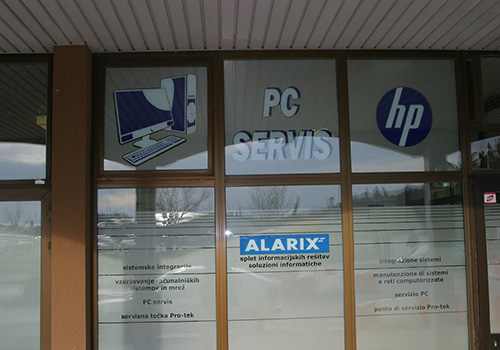 PC
SERVIS
hp
ALARIX
splet informacijskih rešitev
soluzioni informatiche
sistemske integracije
vzdrževanje računalniških
sistemov in mrež
PC servis
servisna točka Pro-tek
integrazione sistemi
manutenzione di sistemi
e reti computerizzate
servizio PC
punto di servizio Pro-tek